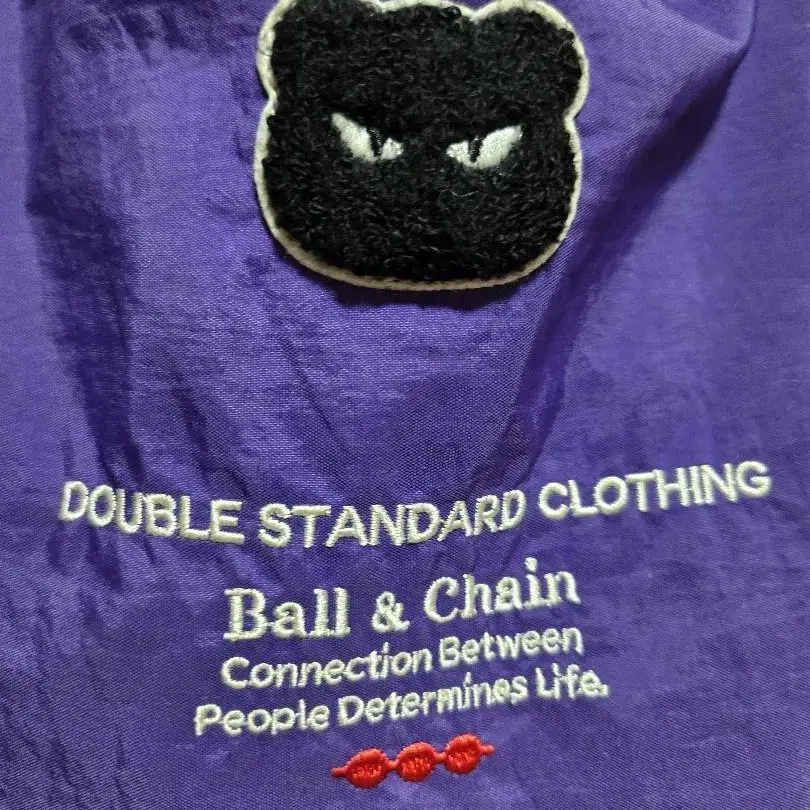 DOUBLE STANDARD CLOTHING
Ball & Chain
Connection Between
People Determines Life.